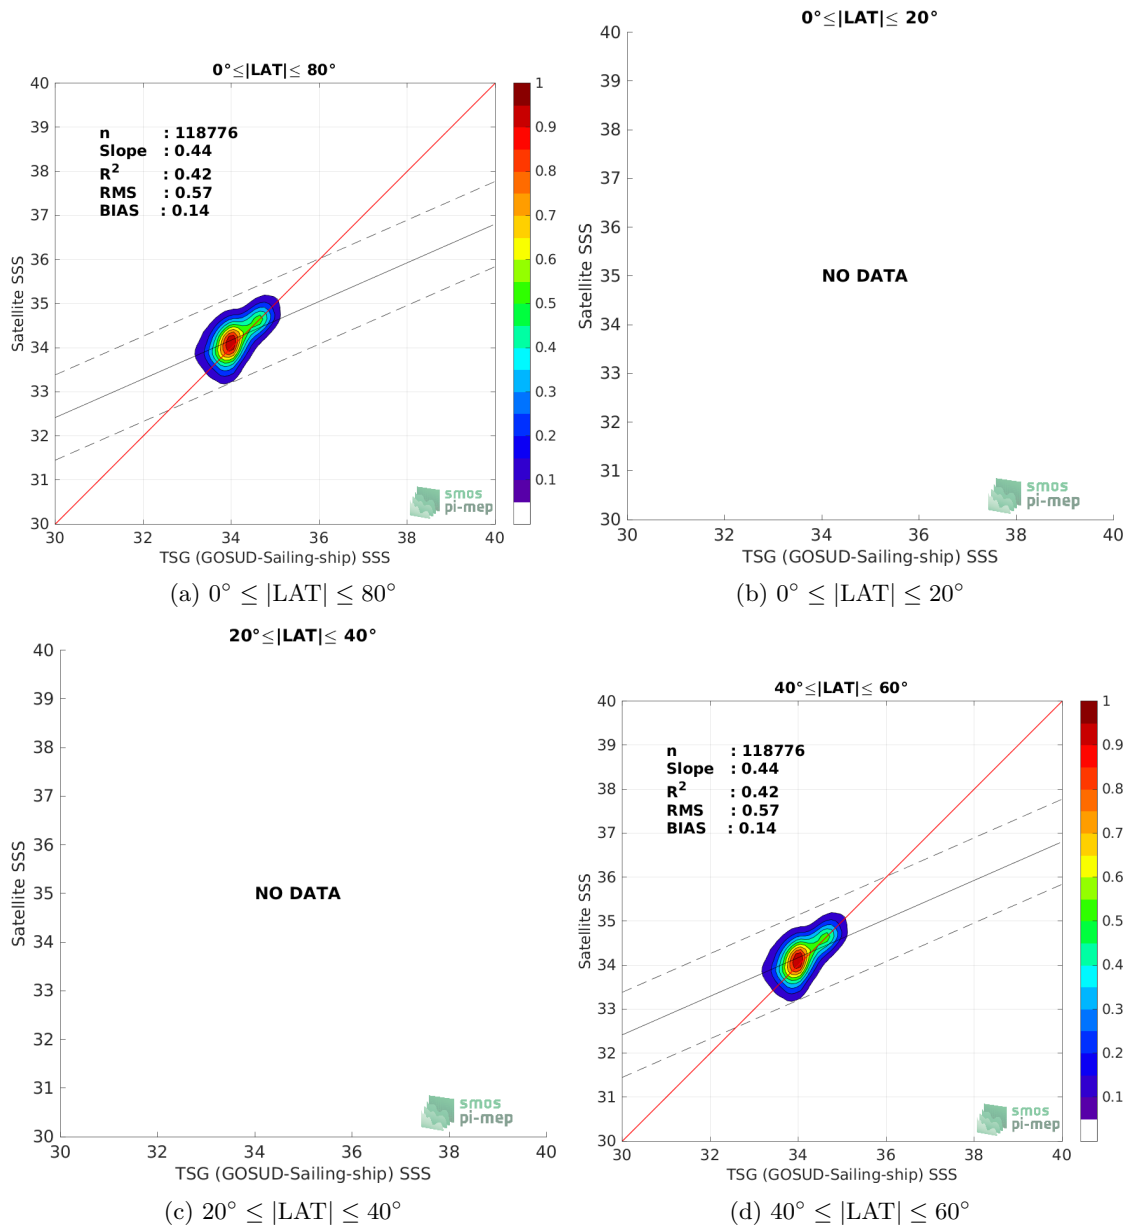 0°≤|LAT|≤ 80°
40
39
38
37
36
35
34
33
32
31
30
n : 118776
Slope : 0.44
R² : 0.42
RMS : 0.57
BIAS : 0.14
Satellite SSS
30 32 34 36 38 40
TSG (GOSUD-Sailing-ship) SSS
smos
pi-mep
1
0.9
0.8
0.7
0.6
0.5
0.4
0.3
0.2
0.1
(a) 0° ≤ |LAT| ≤ 80°
0°≤|LAT|≤ 20°
40
39
38
37
36
35
34
33
32
31
30
Satellite SSS
NO DATA
smos
pi-mep
30 32 34 36 38 40
TSG (GOSUD-Sailing-ship) SSS
(b) 0° ≤ |LAT| ≤ 20°
20°≤|LAT|≤ 40°
40
39
38
37
36
35
34
33
32
31
30
Satellite SSS
NO DATA
smos
pi-mep
30 32 34 36 38 40
TSG (GOSUD-Sailing-ship) SSS
(c) 20° ≤ |LAT| ≤ 40°
40°≤|LAT|≤ 60°
40
39
38
37
36
35
34
33
32
31
30
n : 118776
Slope : 0.44
R² : 0.42
RMS : 0.57
BIAS : 0.14
Satellite SSS
30 32 34 36 38 40
TSG (GOSUD-Sailing-ship) SSS
smos
pi-mep
1
0.9
0.8
0.7
0.6
0.5
0.4
0.3
0.2
0.1
(d) 40° ≤ |LAT| ≤ 60°